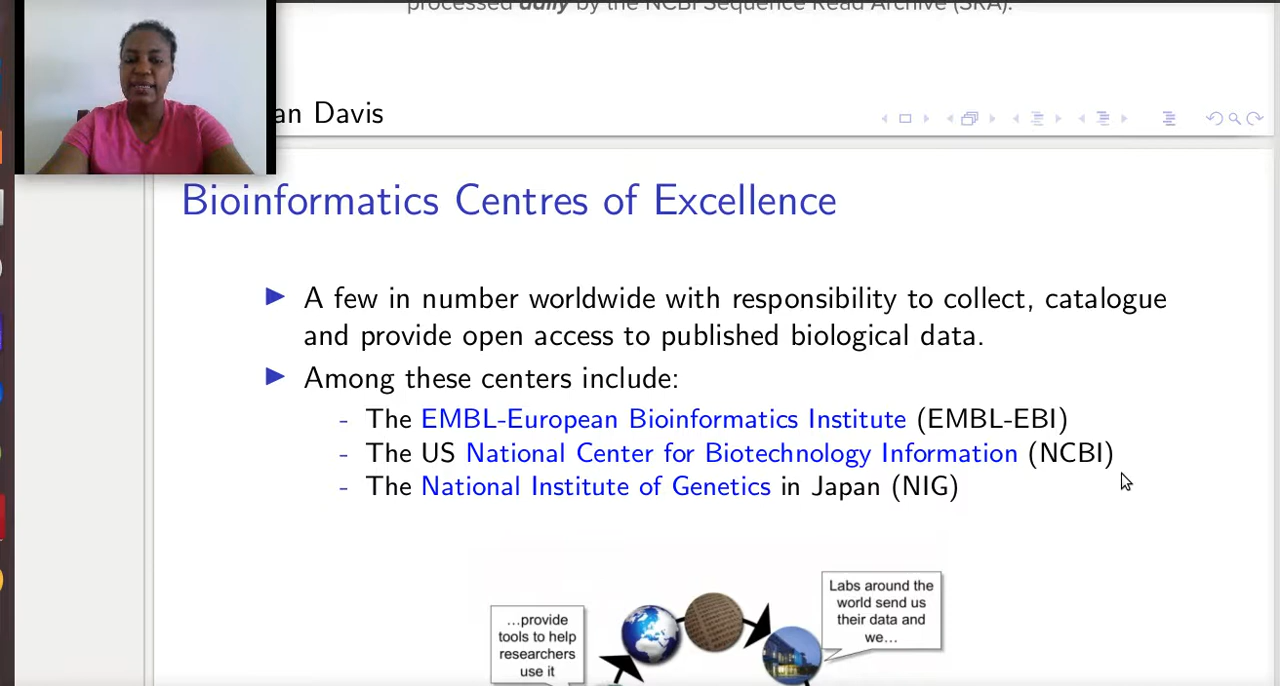 processed daily by the NCBI Sequence Read Archive (SRA).
an Davis
Bioinformatics Centres of Excellence
A few in number worldwide with responsibility to collect, catalogue
and provide open access to published biological data.
Among these centers include:
- The EMBL-European Bioinformatics Institute (EMBL-EBI)
- The US National Center for Biotechnology Information (NCBI)
- The National Institute of Genetics in Japan (NIG)
...provide
tools to help
researchers
use it
Labs around the
world send us
their data and
we...